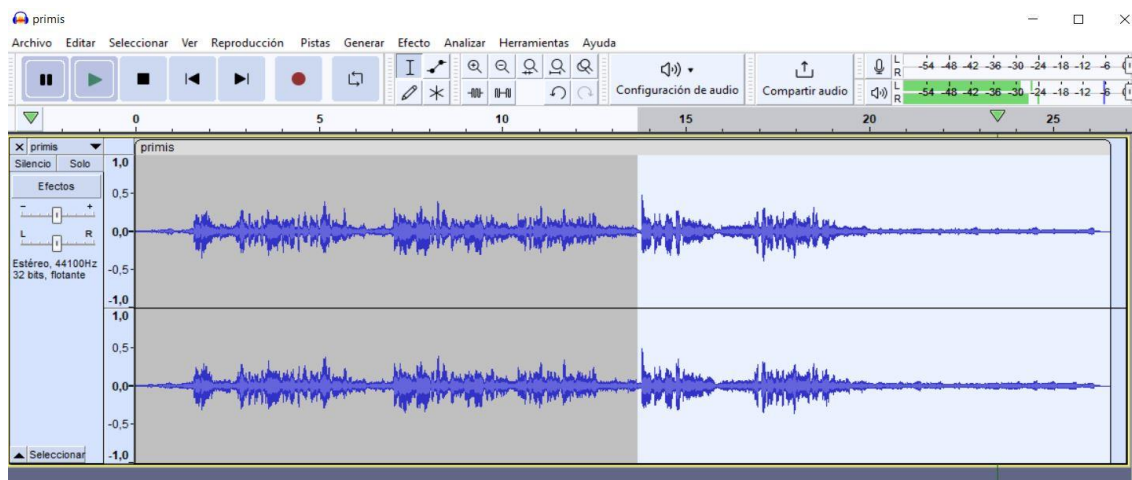 primis
Archivo Editar Seleccionar Ver Reproducción Pistas Generar Efecto Analizar Herramientas Ayuda
Configuración de audio
Compartir audio
L
R
-54 -48 -42 -36 -30 -24 -18 -12 -6
L
R
-54 -48 -42 -36 -30 -24 -18 -12 -6
0 5 10 15 20 25
primis
primis
Silencio Solo
Efectos
- +
L R
Estéreo, 44100Hz
32 bits, flotante
Seleccionar
1,0
0,5
0,0
-0,5
-1,0
1,0
0,5
0,0
-0,5
-1,0